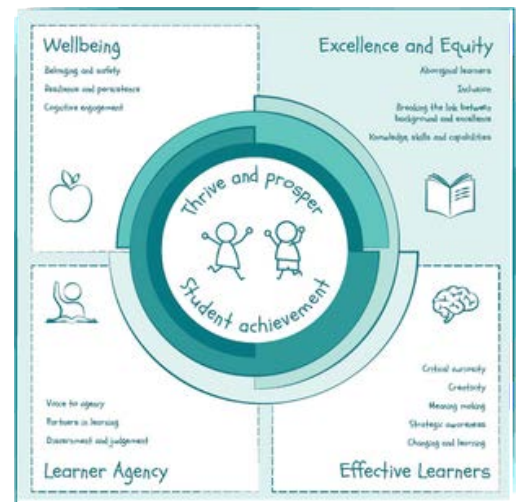 Wellbeing
Belonging and safety
Resilience and persistence
Cognitive engagement
Excellence and Equity
Aboriginal learners
Inclusion
Breaking the link between
background and excellence
Knowledge, skills and capabilities
Thrive and prosper
Student achievement
Voice for agency
Partners in learning
Discernment and judgement
Learner Agency
Critical curiosity
Creativity
Meaning making
Strategic awareness
Changing and learning
Effective Learners